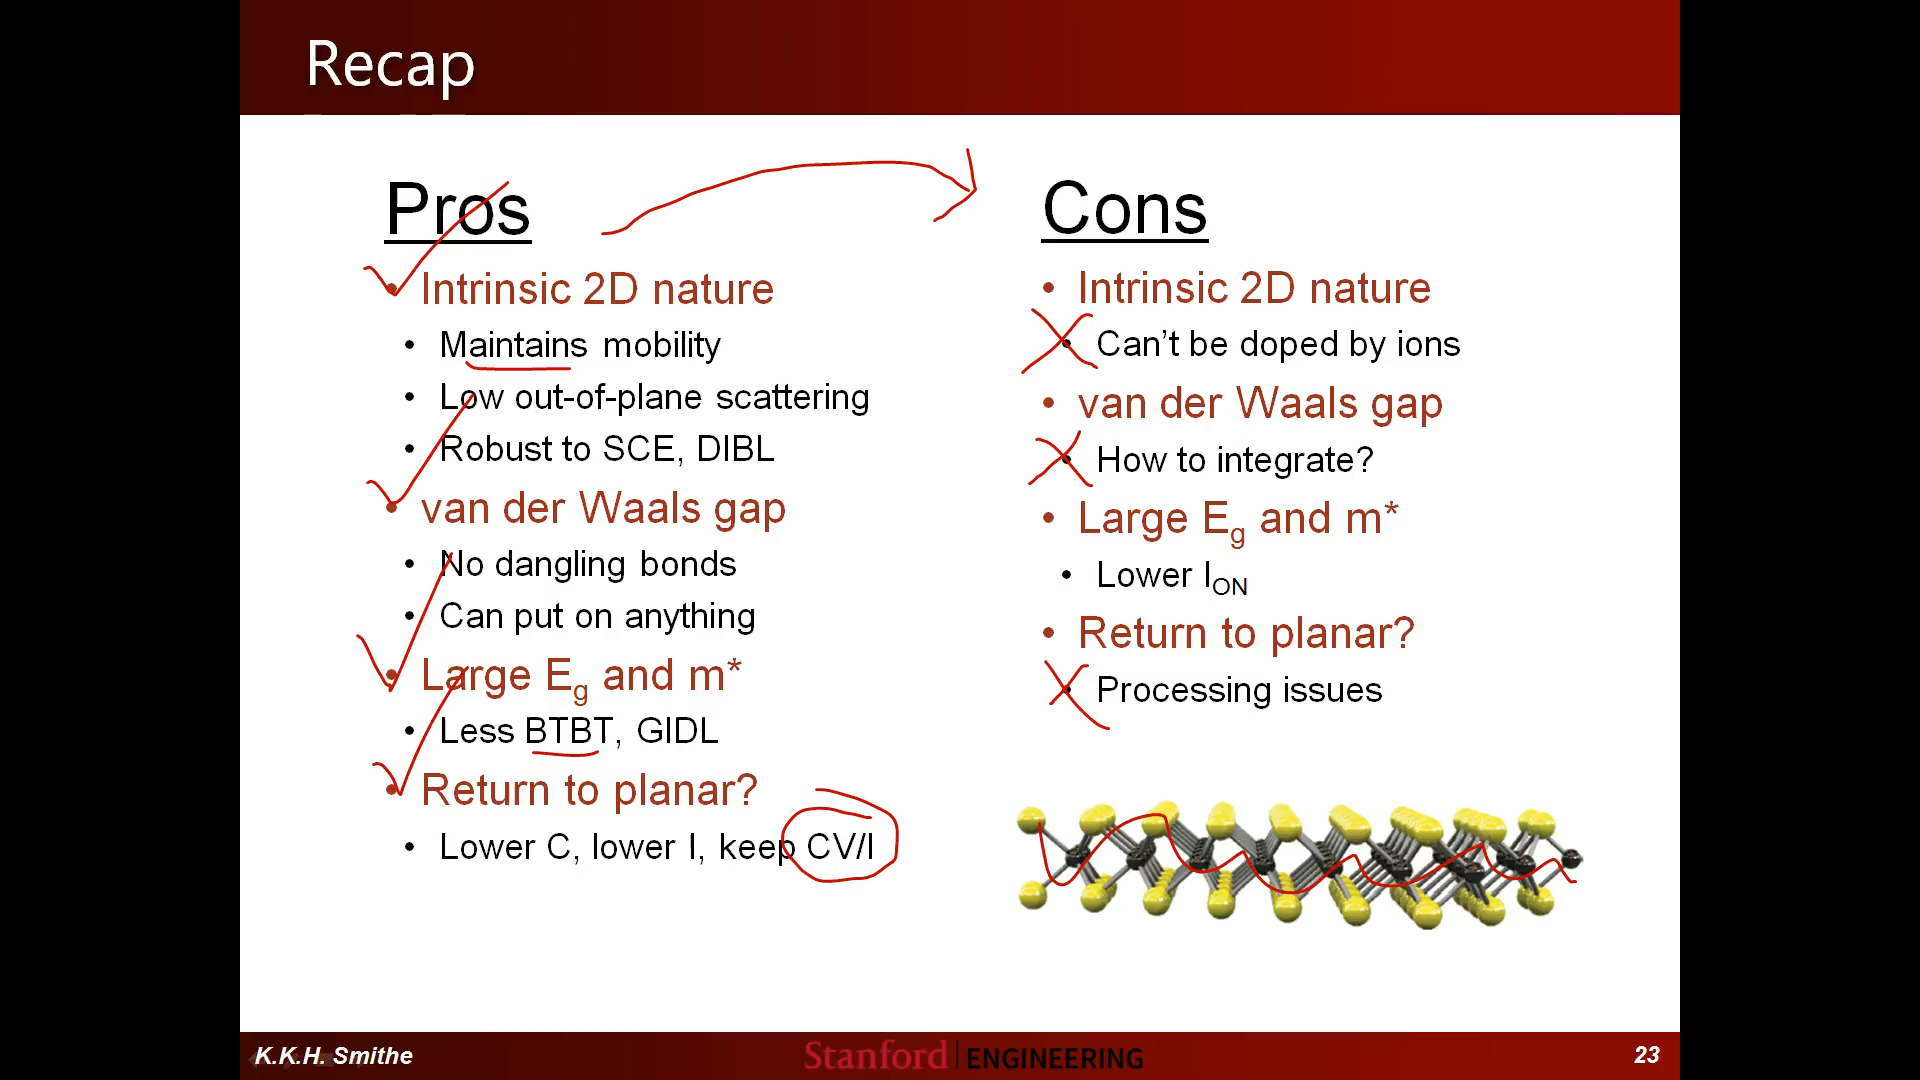 Recap
Pros
• Intrinsic 2D nature
• Maintains mobility
• Low out-of-plane scattering
• Robust to SCE, DIBL
• van der Waals gap
• No dangling bonds
• Can put on anything
• Large Eg and m*
• Less BTBT, GIDL
• Return to planar?
• Lower C, lower I, keep CV/I
Cons
• Intrinsic 2D nature
• Can't be doped by ions
• van der Waals gap
• How to integrate?
• Large Eg and m*
• Lower ION
• Return to planar?
• Processing issues
K.K.H. Smithe
Stanford | ENGINEERING
23